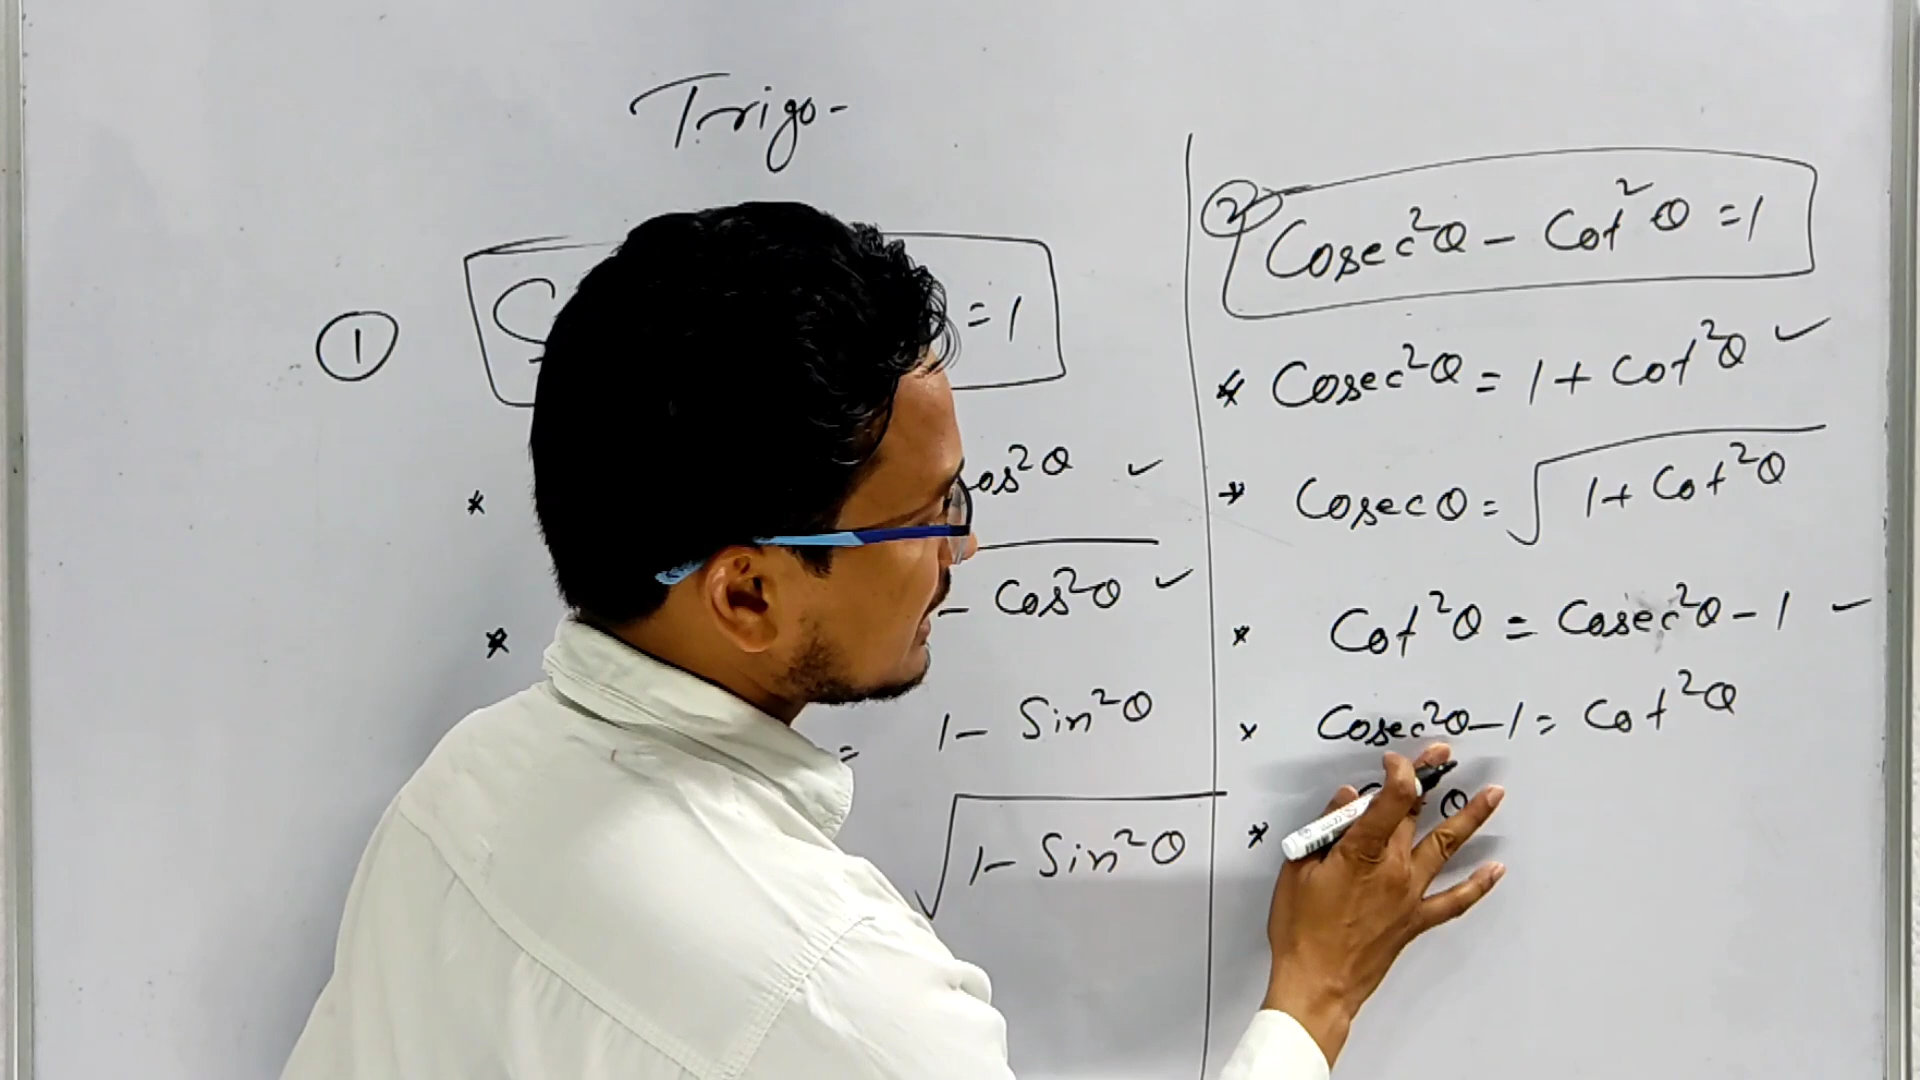 Trigo-
①
= 1
* os²θ ✓
* - Cos²θ ✓
= 1 - Sin²θ
√1 - Sin²θ
② Cosec²θ - Cot²θ = 1
* Cosec²θ = 1 + Cot²θ ✓
* Cosecθ = √1 + Cot²θ
* Cot²θ = Cosec²θ - 1 ✓
* Cosec²θ - 1 = Cot²θ
* θ